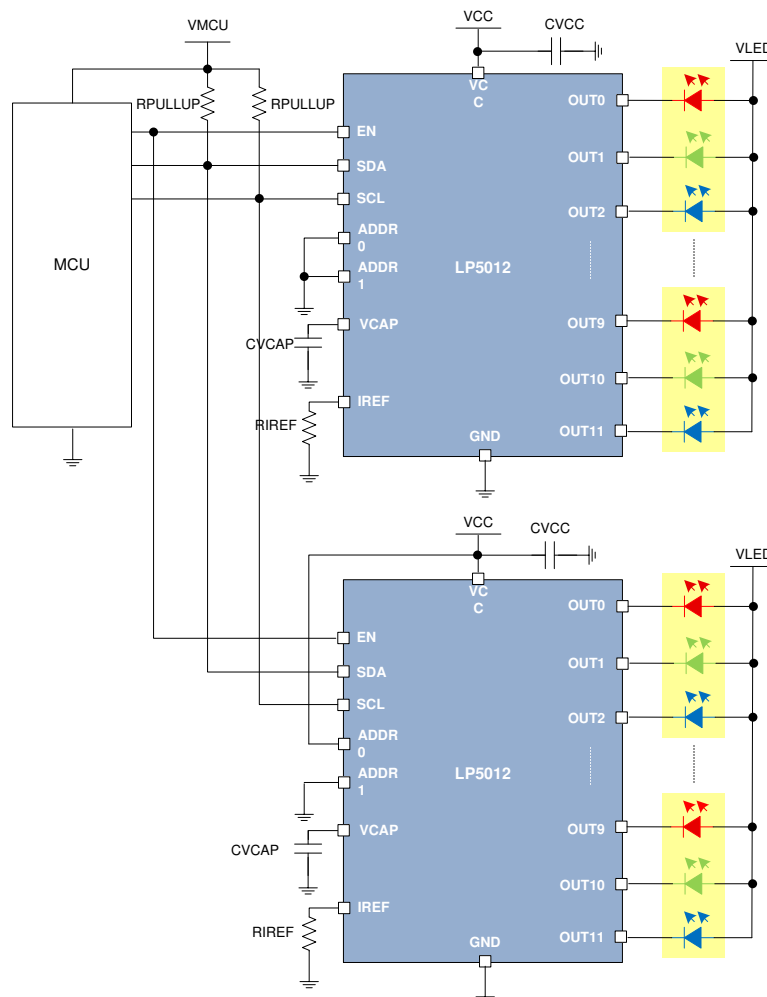 VMCU
RPULLUP
RPULLUP
MCU
VCC
CVCC
VLED
VC
C
EN
SDA
SCL
ADDR
0
ADDR
1
VCAP
IREF
CVCAP
RIREF
LP5012
GND
OUT0
OUT1
OUT2
OUT9
OUT10
OUT11
VCC
CVCC
VLED
VC
C
EN
SDA
SCL
ADDR
0
ADDR
1
VCAP
IREF
CVCAP
RIREF
LP5012
GND
OUT0
OUT1
OUT2
OUT9
OUT10
OUT11